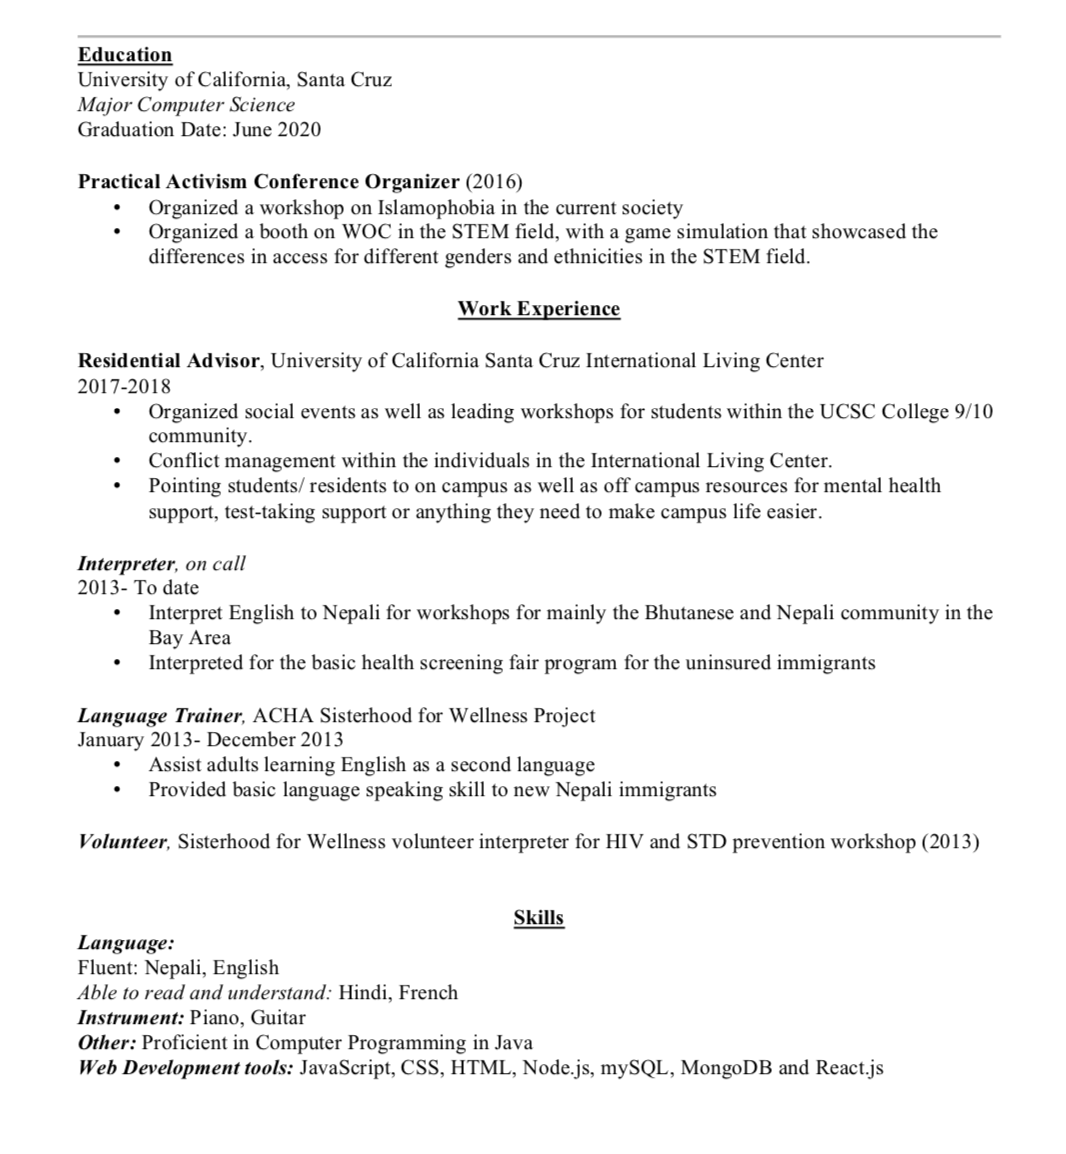 Education
University of California, Santa Cruz
Major Computer Science
Graduation Date: June 2020
Practical Activism Conference Organizer (2016)
• Organized a workshop on Islamophobia in the current society
• Organized a booth on WOC in the STEM field, with a game simulation that showcased the
differences in access for different genders and ethnicities in the STEM field.
Work Experience
Residential Advisor, University of California Santa Cruz International Living Center
2017-2018
• Organized social events as well as leading workshops for students within the UCSC College 9/10
community.
• Conflict management within the individuals in the International Living Center.
• Pointing students/ residents to on campus as well as off campus resources for mental health
support, test-taking support or anything they need to make campus life easier.
Interpreter, on call
2013- To date
• Interpret English to Nepali for workshops for mainly the Bhutanese and Nepali community in the
Bay Area
• Interpreted for the basic health screening fair program for the uninsured immigrants
Language Trainer, ACHA Sisterhood for Wellness Project
January 2013- December 2013
• Assist adults learning English as a second language
• Provided basic language speaking skill to new Nepali immigrants
Volunteer, Sisterhood for Wellness volunteer interpreter for HIV and STD prevention workshop (2013)
Skills
Language:
Fluent: Nepali, English
Able to read and understand: Hindi, French
Instrument: Piano, Guitar
Other: Proficient in Computer Programming in Java
Web Development tools: JavaScript, CSS, HTML, Node.js, mySQL, MongoDB and React.js